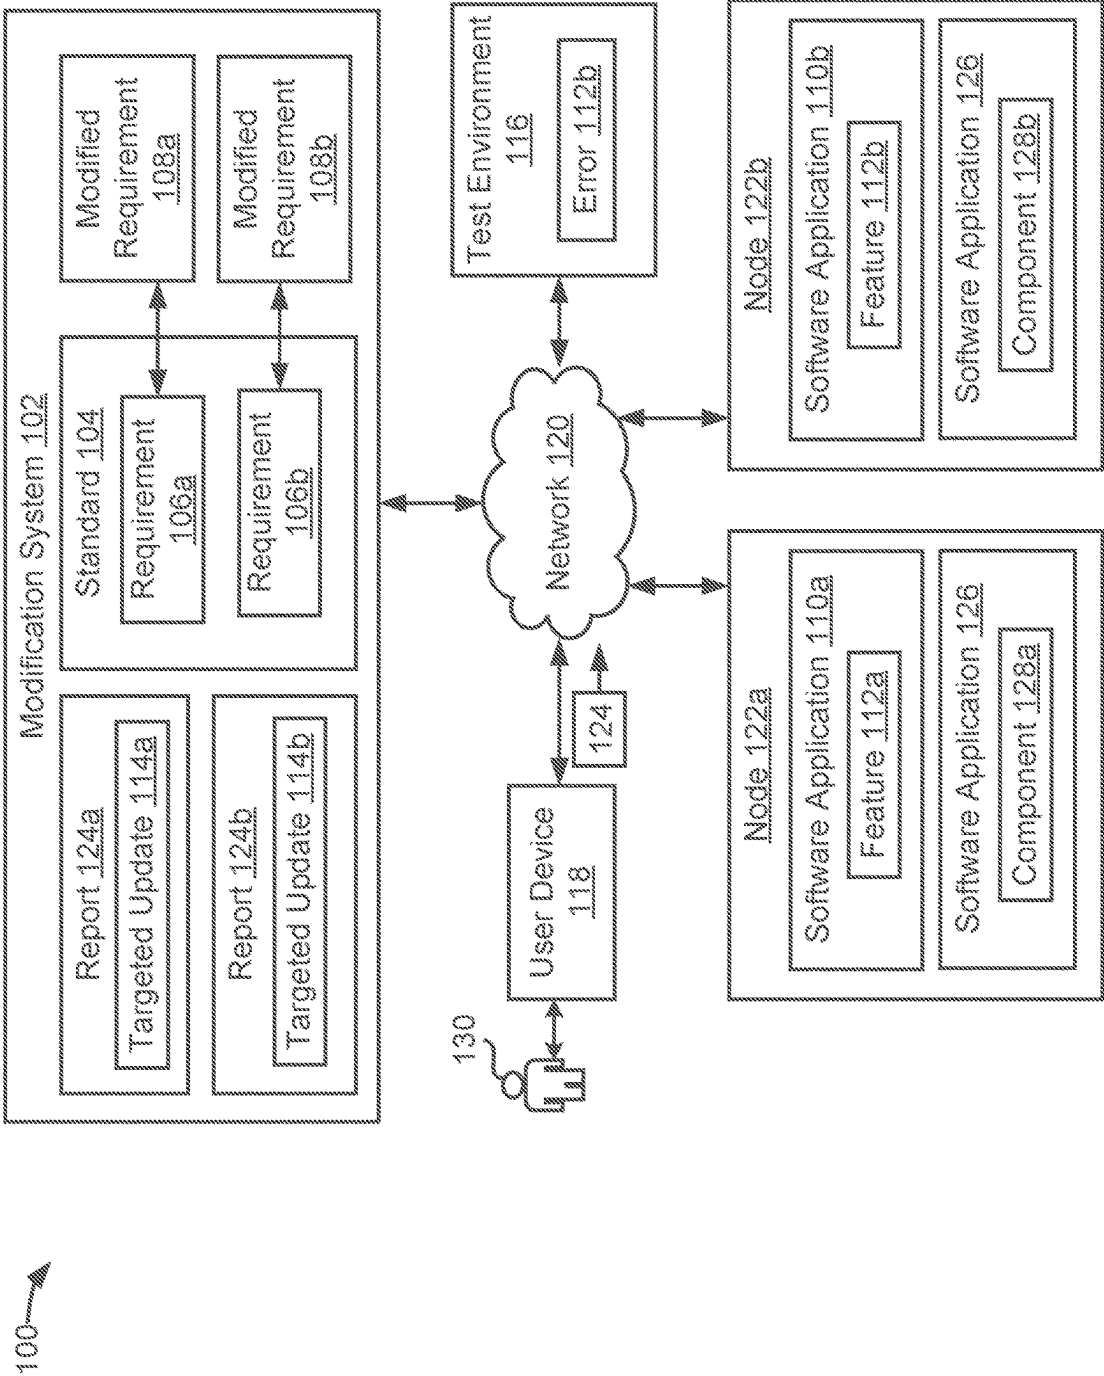 100
Modification System 102
Report 124a
Targeted Update 114a
Report 124b
Targeted Update 114b
Standard 104
Requirement
106a
Requirement
106b
Modified
Requirement
108a
Modified
Requirement
108b
130
User Device
118
124
Network 120
Test Environment
116
Error 112b
Node 122a
Software Application 110a
Feature 112a
Software Application 126
Component 128a
Node 122b
Software Application 110b
Feature 112b
Software Application 126
Component 128b